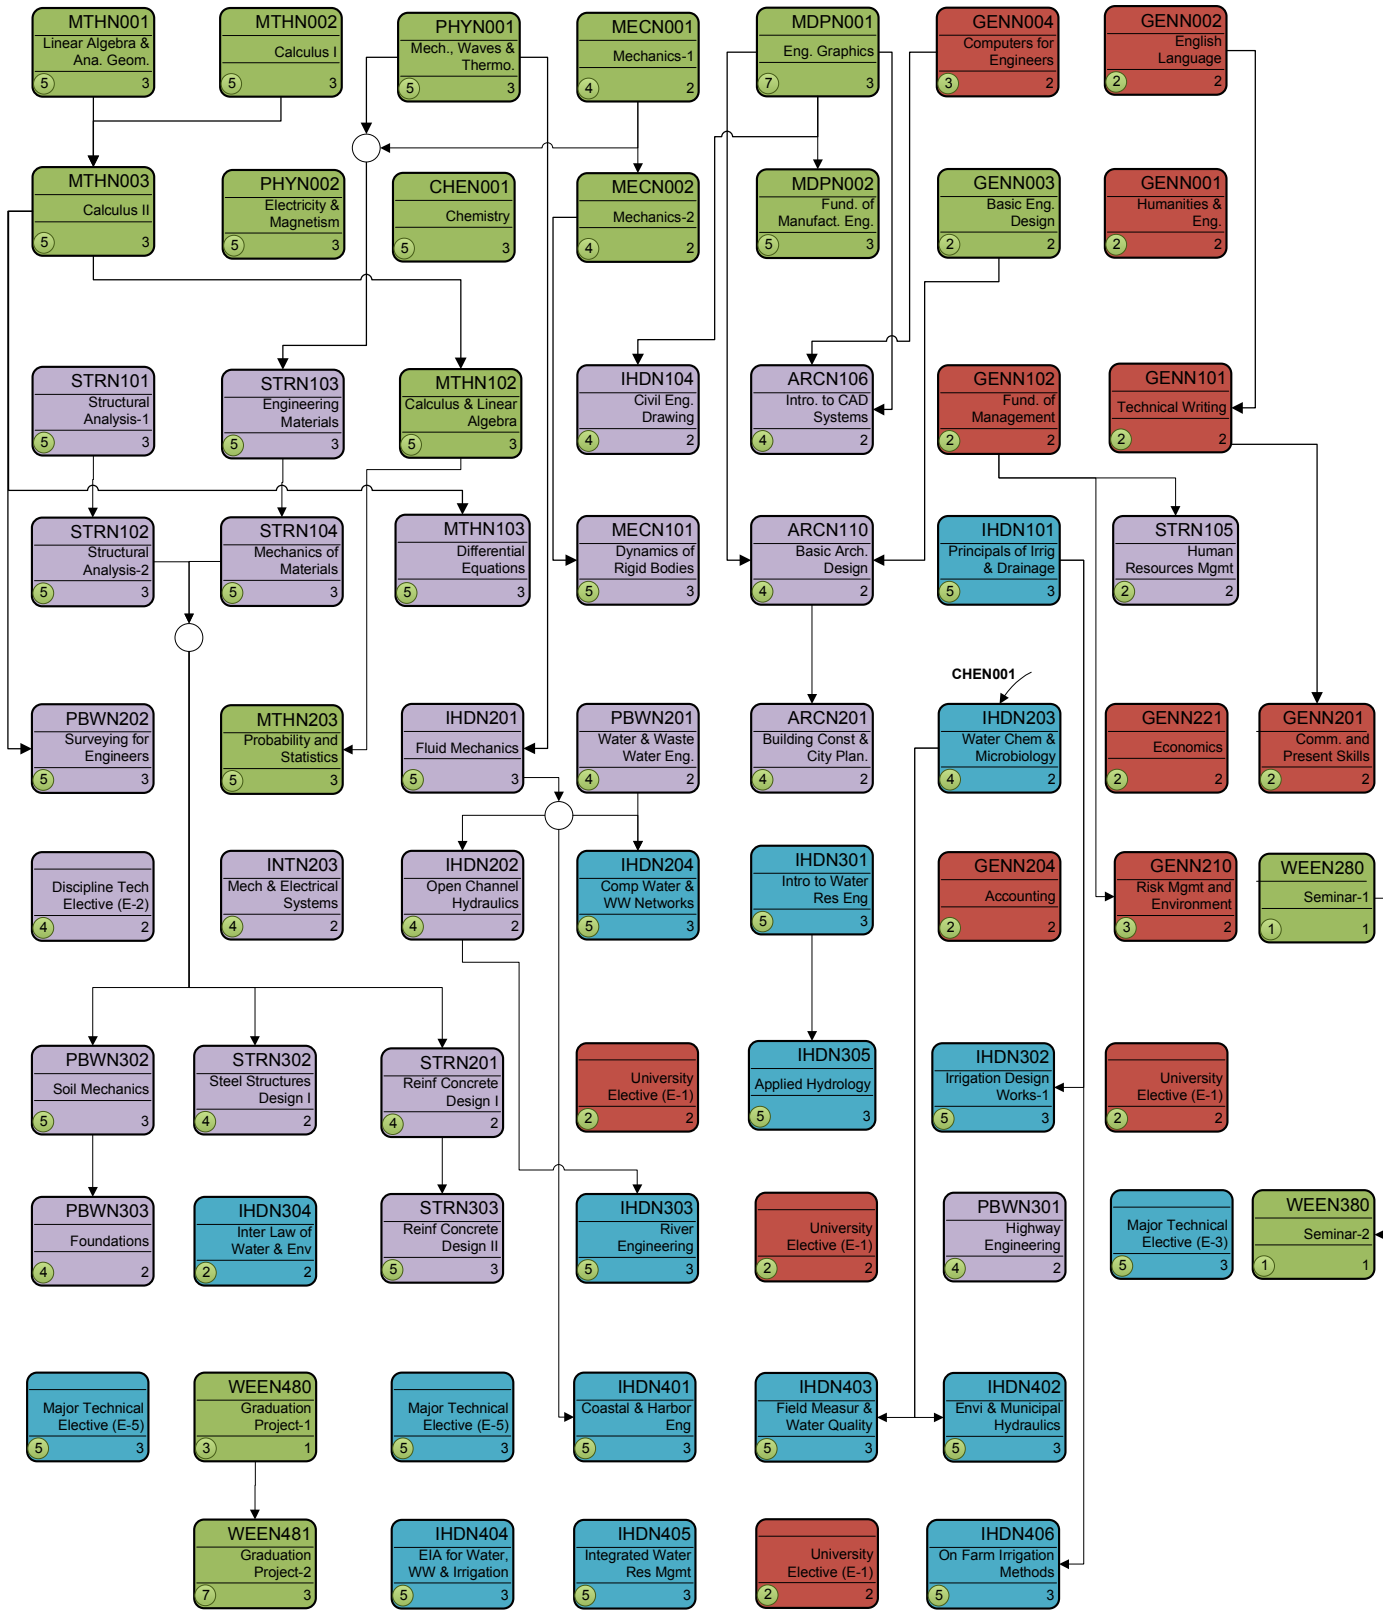 MTHN001
Linear Algebra &
Ana. Geom.
5 3
MTHN002
Calculus I
5 3
PHYN001
Mech., Waves &
Thermo.
5 3
MECN001
Mechanics-1
4 2
MDPN001
Eng. Graphics
7 3
GENN004
Computers for
Engineers
3 2
GENN002
English
Language
2 2
MTHN003
Calculus II
5 3
PHYN002
Electricity &
Magnetism
5 3
CHEN001
Chemistry
5 3
MECN002
Mechanics-2
4 2
MDPN002
Fund. of
Manufact. Eng.
5 3
GENN003
Basic Eng.
Design
2 2
GENN001
Humanities &
Eng.
2 2
STRN101
Structural
Analysis-1
5 3
STRN103
Engineering
Materials
5 3
MTHN102
Calculus & Linear
Algebra
5 3
IHDN104
Civil Eng.
Drawing
4 2
ARCN106
Intro. to CAD
Systems
4 2
GENN102
Fund. of
Management
2 2
GENN101
Technical Writing
2 2
STRN102
Structural
Analysis-2
5 3
STRN104
Mechanics of
Materials
5 3
MTHN103
Differential
Equations
5 3
MECN101
Dynamics of
Rigid Bodies
5 3
ARCN110
Basic Arch.
Design
4 2
IHDN101
Principals of Irrig
& Drainage
5 3
STRN105
Human
Resources Mgmt
2 2
CHEN001
PBWN202
Surveying for
Engineers
5 3
MTHN203
Probability and
Statistics
5 3
IHDN201
Fluid Mechanics
5 3
PBWN201
Water & Waste
Water Eng.
4 2
ARCN201
Building Const &
City Plan.
4 2
IHDN203
Water Chem &
Microbiology
4 2
GENN221
Economics
2 2
GENN201
Comm. and
Present Skills
2 2
Discipline Tech
Elective (E-2)
4 2
INTN203
Mech & Electrical
Systems
4 2
IHDN202
Open Channel
Hydraulics
4 2
IHDN204
Comp Water &
WW Networks
5 3
IHDN301
Intro to Water
Res Eng
5 3
GENN204
Accounting
2 2
GENN210
Risk Mgmt and
Environment
3 2
WEEN280
Seminar-1
1 1
PBWN302
Soil Mechanics
5 3
STRN302
Steel Structures
Design I
4 2
STRN201
Reinf Concrete
Design I
4 2
University
Elective (E-1)
2 2
IHDN305
Applied Hydrology
5 3
IHDN302
Irrigation Design
Works-1
5 3
University
Elective (E-1)
2 2
PBWN303
Foundations
4 2
IHDN304
Inter Law of
Water & Env
2 2
STRN303
Reinf Concrete
Design II
5 3
IHDN303
River
Engineering
5 3
University
Elective (E-1)
2 2
PBWN301
Highway
Engineering
4 2
Major Technical
Elective (E-3)
5 3
WEEN380
Seminar-2
1 1
Major Technical
Elective (E-5)
5 3
WEEN480
Graduation
Project-1
3 1
Major Technical
Elective (E-5)
5 3
IHDN401
Coastal & Harbor
Eng
5 3
IHDN403
Field Measur &
Water Quality
5 3
IHDN402
Envi & Municipal
Hydraulics
5 3
WEEN481
Graduation
Project-2
7 3
IHDN404
EIA for Water,
WW & Irrigation
5 3
IHDN405
Integrated Water
Res Mgmt
5 3
University
Elective (E-1)
2 2
IHDN406
On Farm Irrigation
Methods
5 3